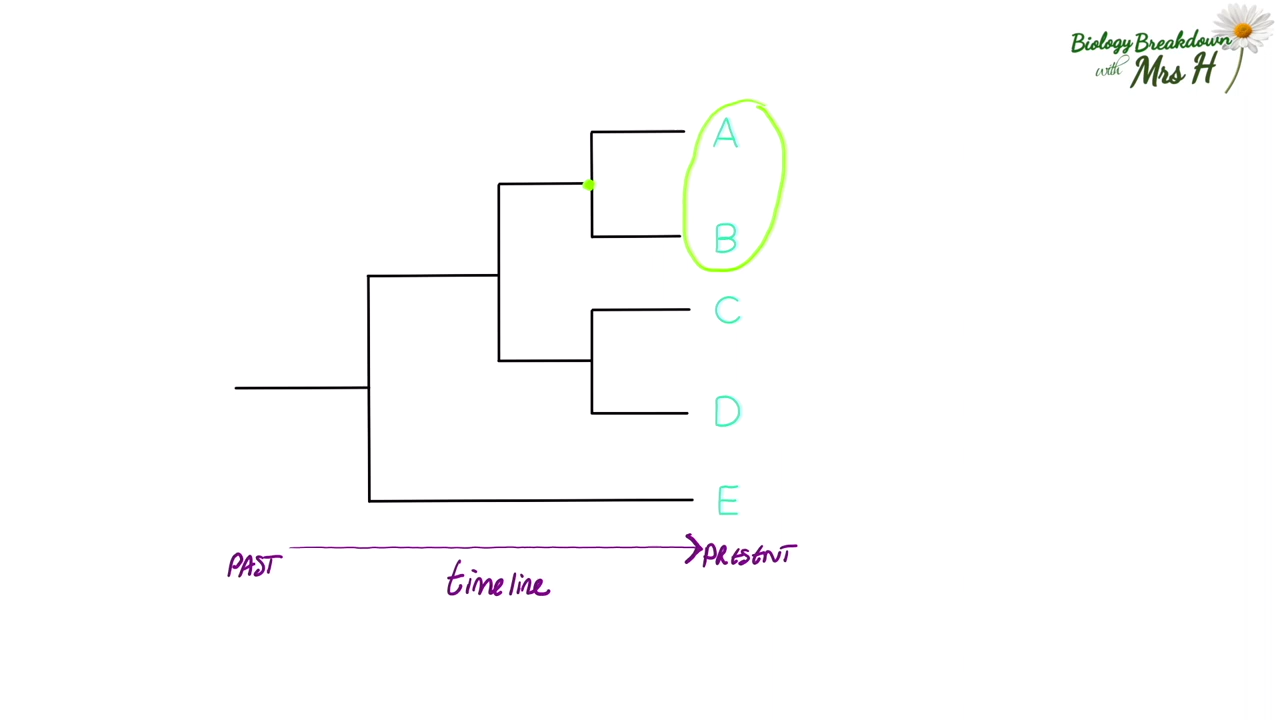 Biology Breakdown
with Mrs H
A
B
C
D
E
PAST
PRESENT
timeline